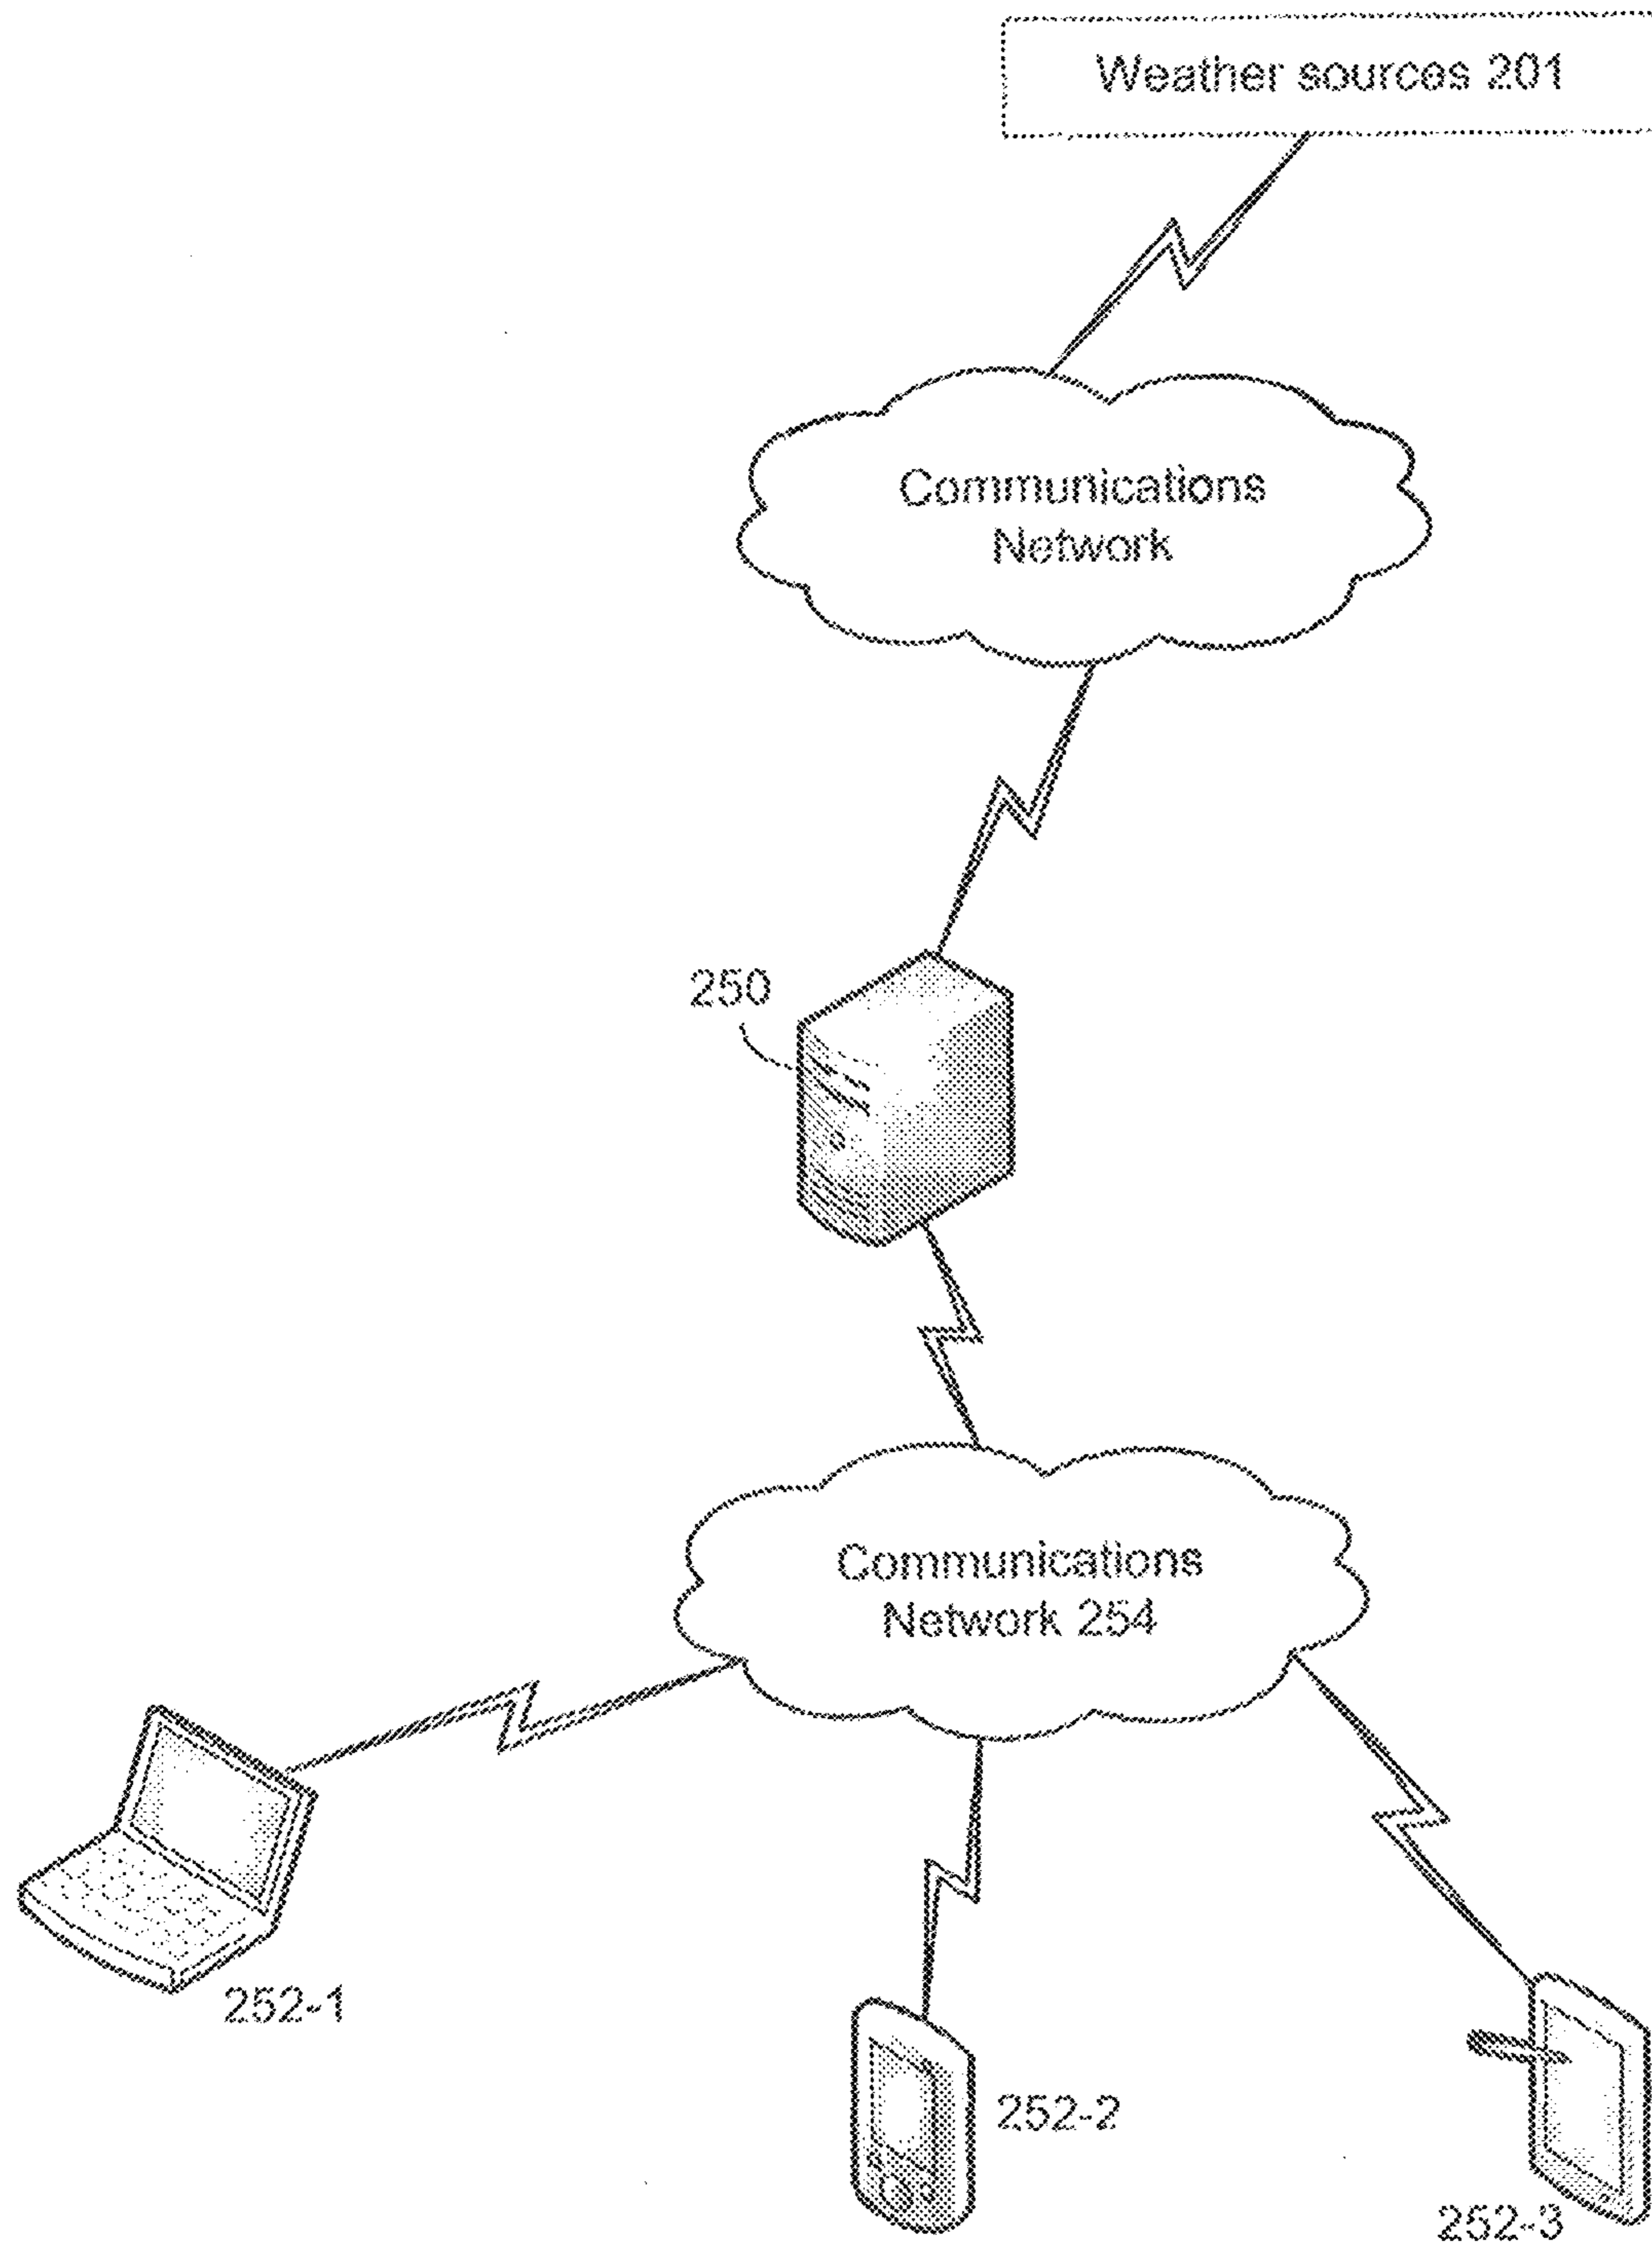 Weather sources 201
Communications
Network
250
Communications
Network 254
252-1
252-2
252-3